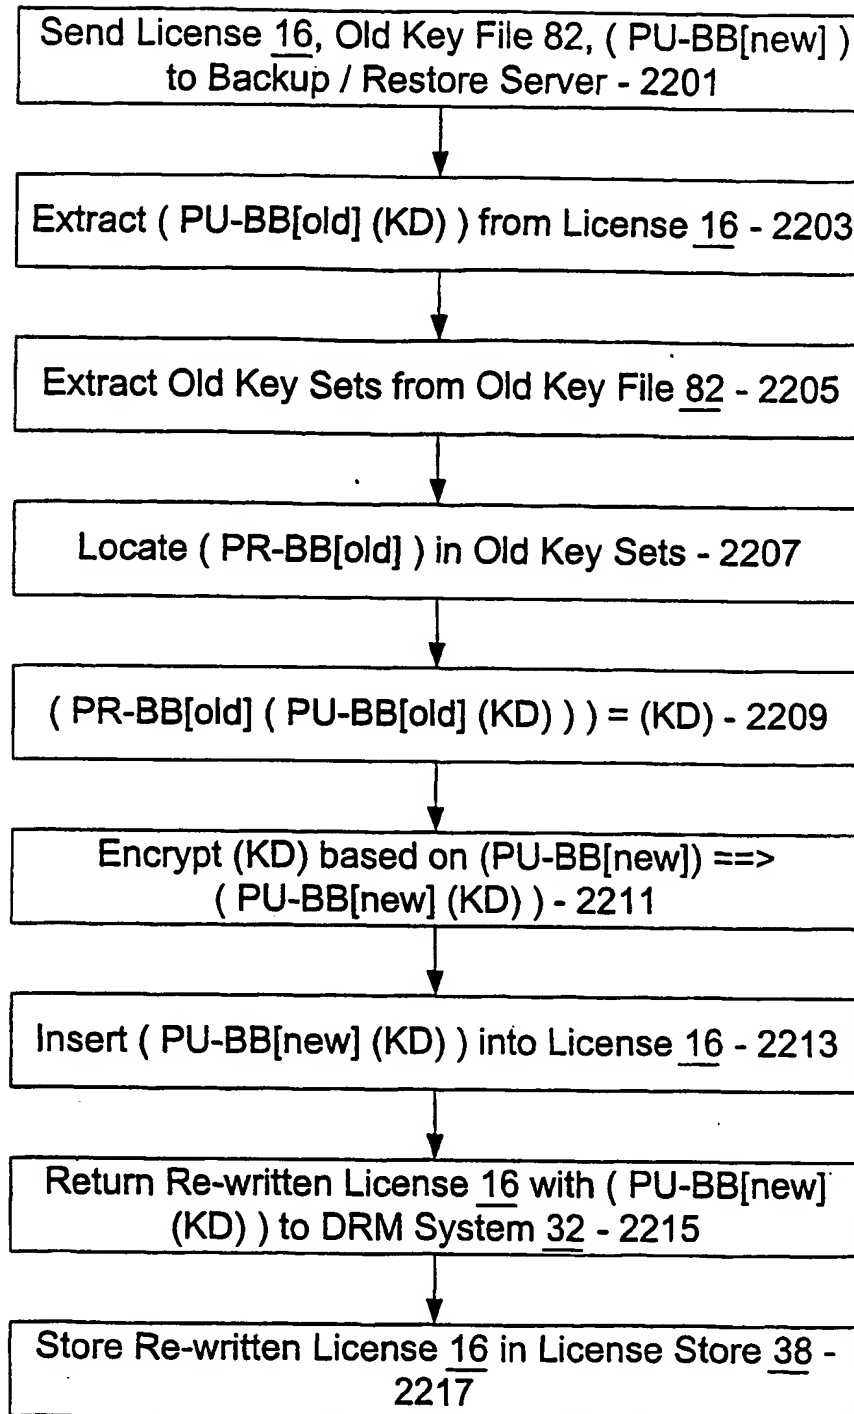 Send License 16, Old Key File 82, ( PU-BB[new] )
to Backup / Restore Server - 2201
Extract ( PU-BB[old] (KD) ) from License 16 - 2203
Extract Old Key Sets from Old Key File 82 - 2205
Locate ( PR-BB[old] ) in Old Key Sets - 2207
( PR-BB[old] ( PU-BB[old] (KD) ) ) = (KD) - 2209
Encrypt (KD) based on (PU-BB[new]) ==>
( PU-BB[new] (KD) ) - 2211
Insert ( PU-BB[new] (KD) ) into License 16 - 2213
Return Re-written License 16 with ( PU-BB[new]
(KD) ) to DRM System 32 - 2215
Store Re-written License 16 in License Store 38 -
2217